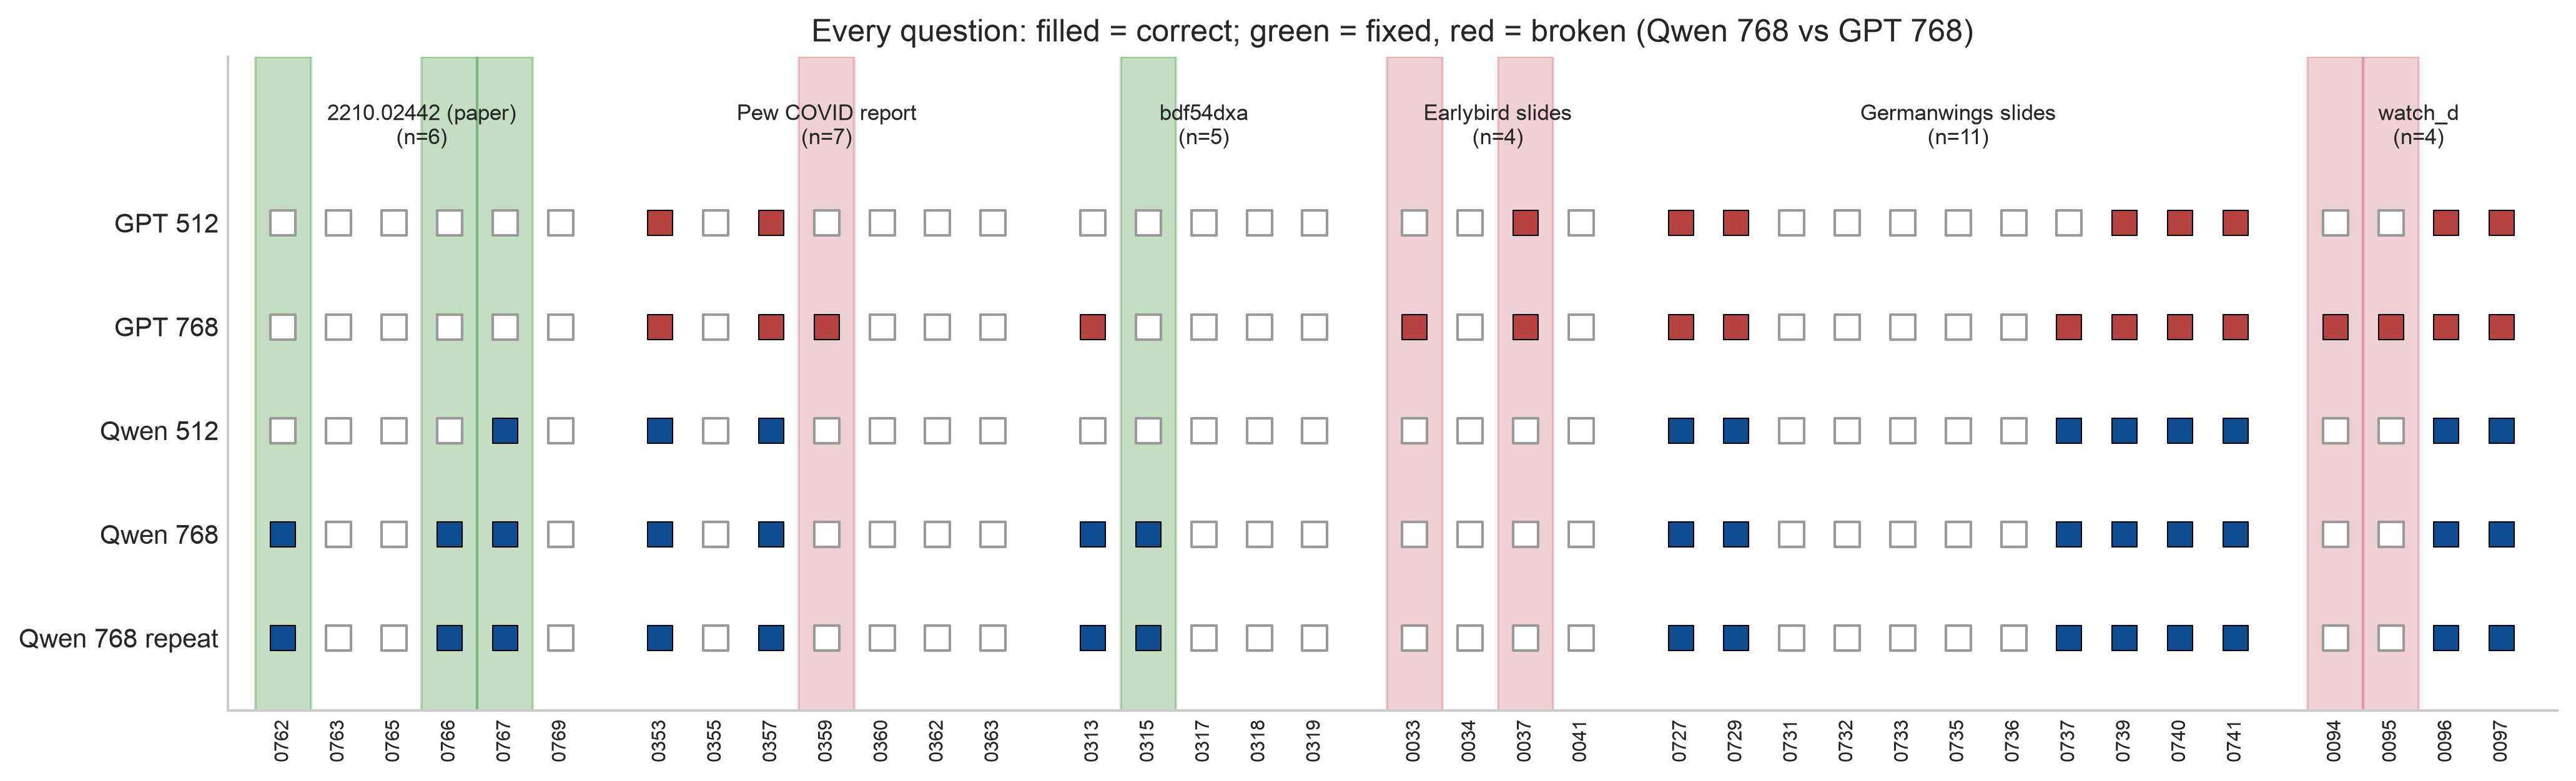 Every question: filled = correct; green = fixed, red = broken (Qwen 768 vs GPT 768)
2210.02442 (paper)
(n=6)
Pew COVID report
(n=7)
bdf54dxa
(n=5)
Earlybird slides
(n=4)
Germanwings slides
(n=11)
watch_d
(n=4)
GPT 512
GPT 768
Qwen 512
Qwen 768
Qwen 768 repeat
0762
0763
0765
0766
0767
0769
0353
0355
0357
0359
0360
0362
0363
0313
0315
0317
0318
0319
0033
0034
0037
0041
0727
0729
0731
0732
0733
0735
0736
0737
0739
0740
0741
0094
0095
0096
0097